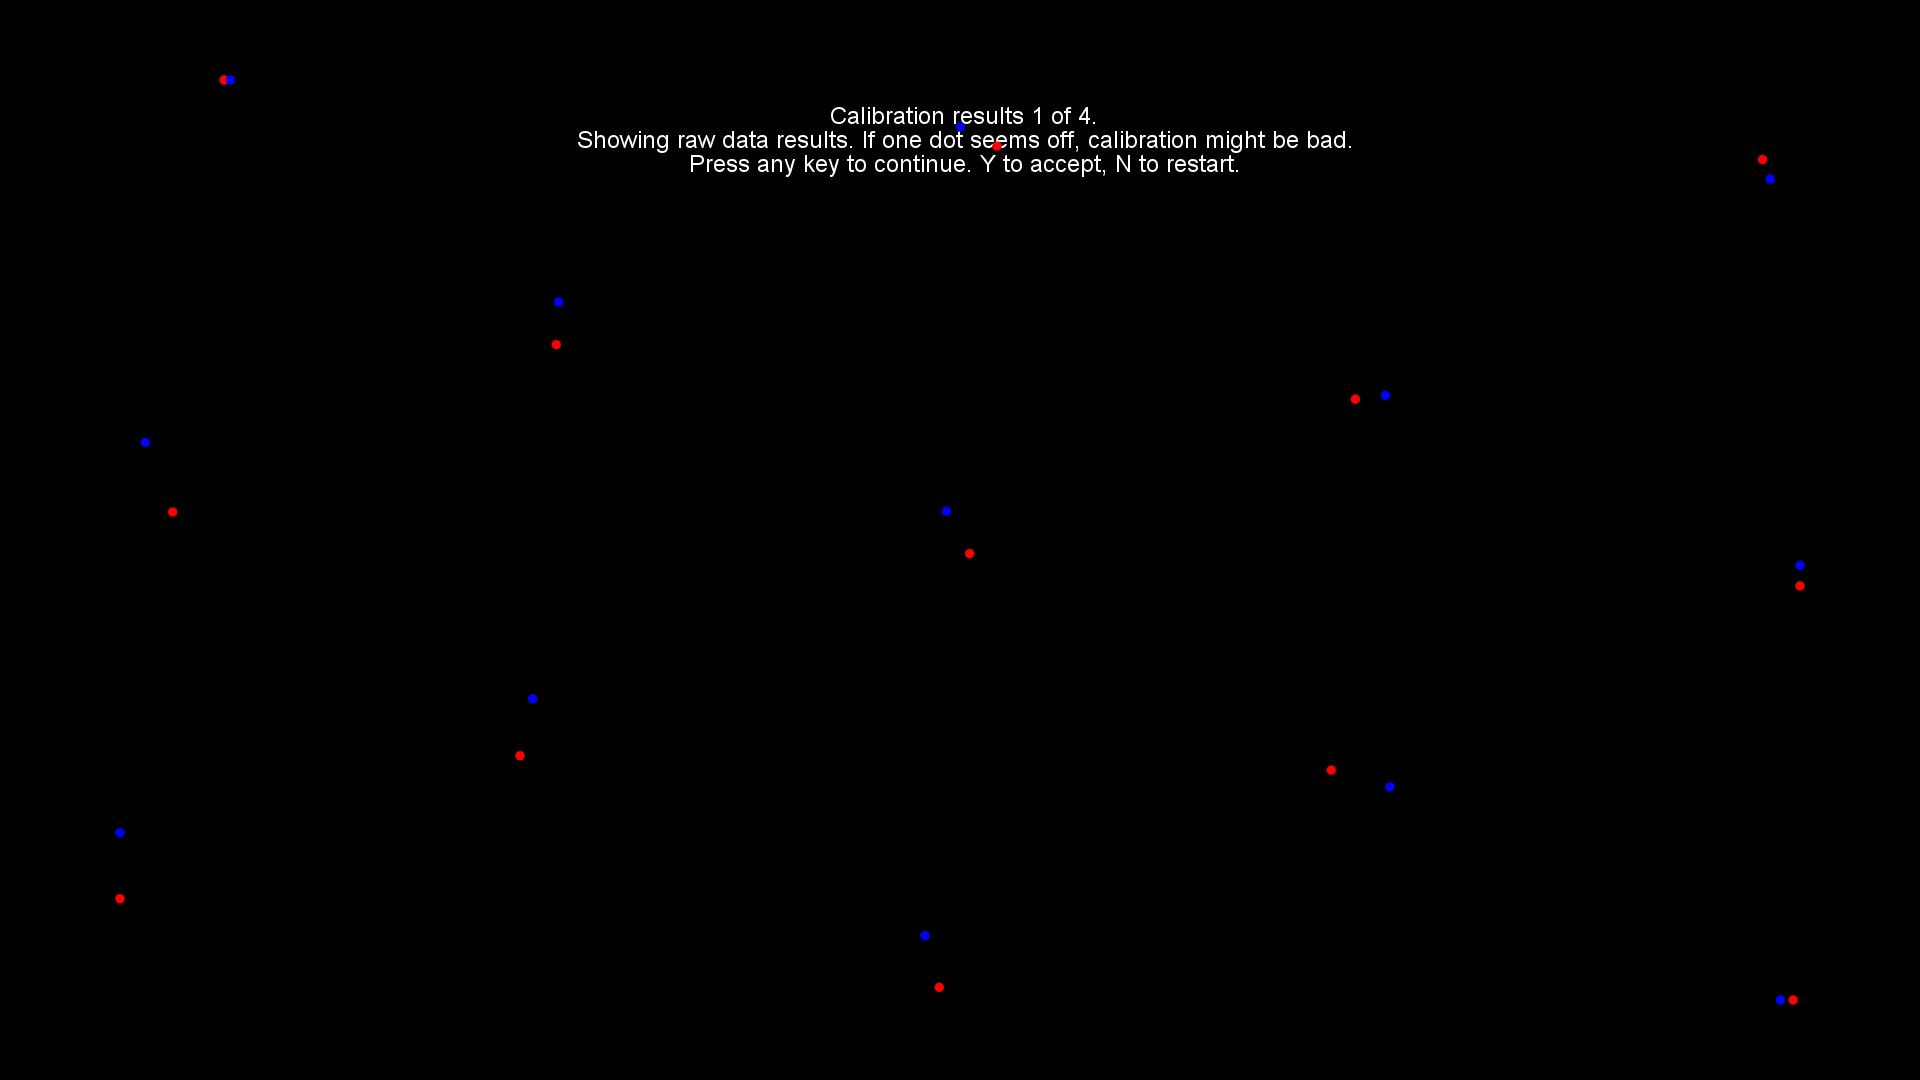 Calibration results 1 of 4.
Showing raw data results. If one dot seems off, calibration might be bad.
Press any key to continue. Y to accept, N to restart.